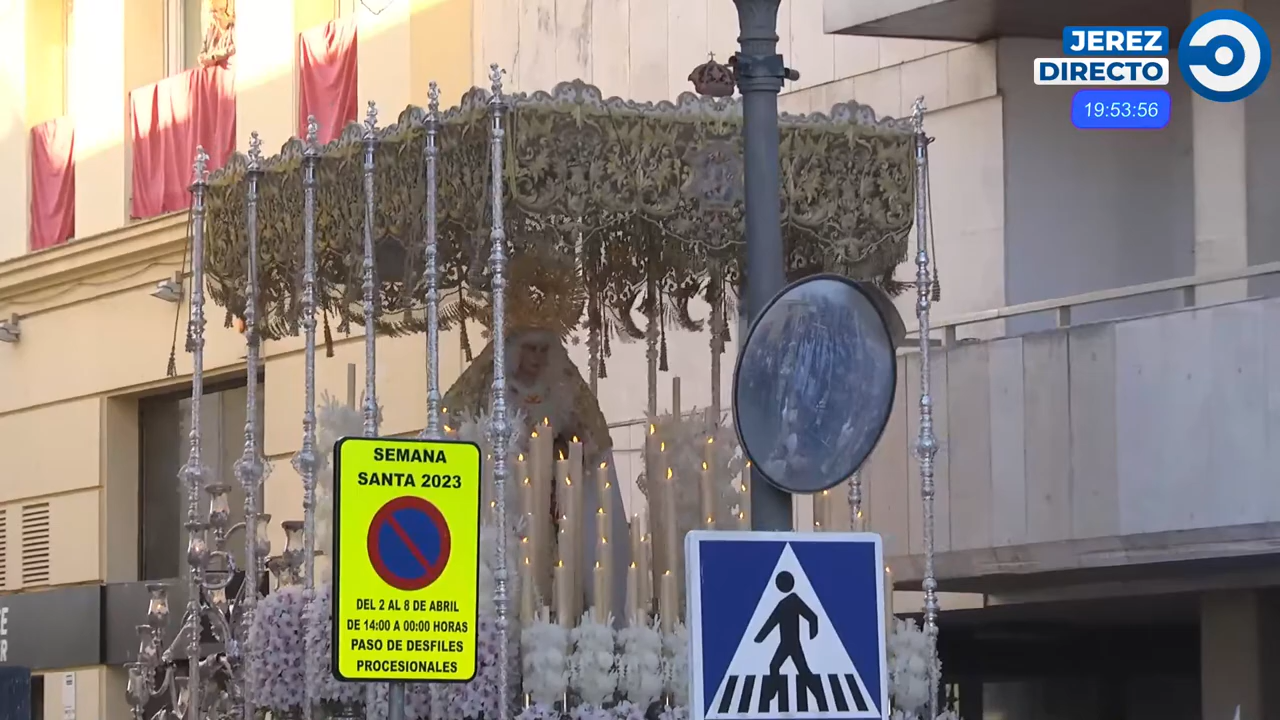 JEREZ
DIRECTO
19:53:56
SEMANA
SANTA 2023
DEL 2 AL 8 DE ABRIL
DE 14:00 A 00:00 HORAS
PASO DE DESFILES
PROCESIONALES